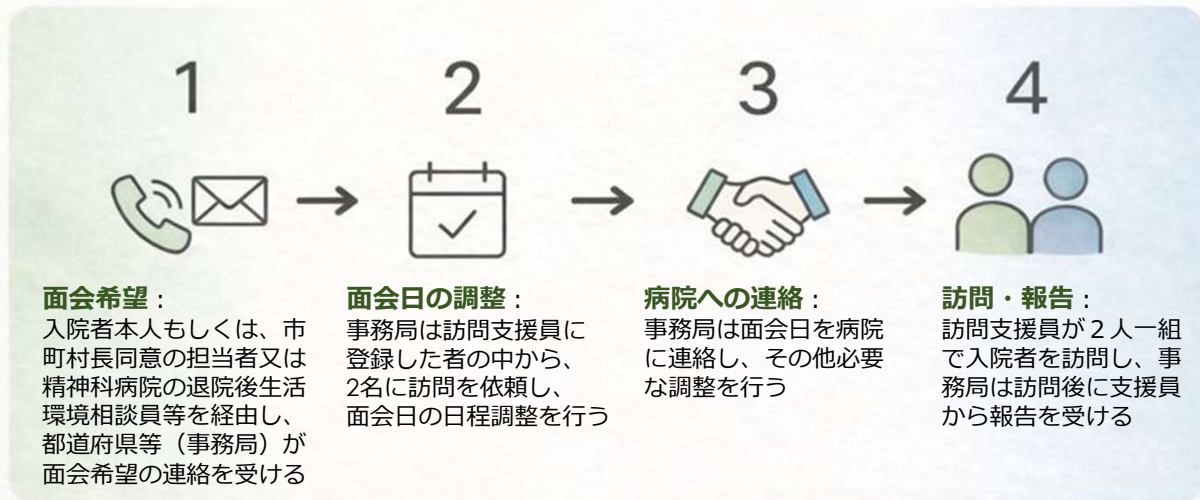 1
2
3
4
面会希望：
入院者本人もしくは、市
町村長同意の担当者又は
精神科病院の退院後生活
環境相談員等を経由し、
都道府県等（事務局）が
面会希望の連絡を受ける
面会日の調整：
事務局は訪問支援員に
登録した者の中から、
2名に訪問を依頼し、
面会日の日程調整を行う
病院への連絡：
事務局は面会日を病院
に連絡し、その他必要
な調整を行う
訪問・報告：
訪問支援員が２人一組
で入院者を訪問し、事
務局は訪問後に支援員
から報告を受ける